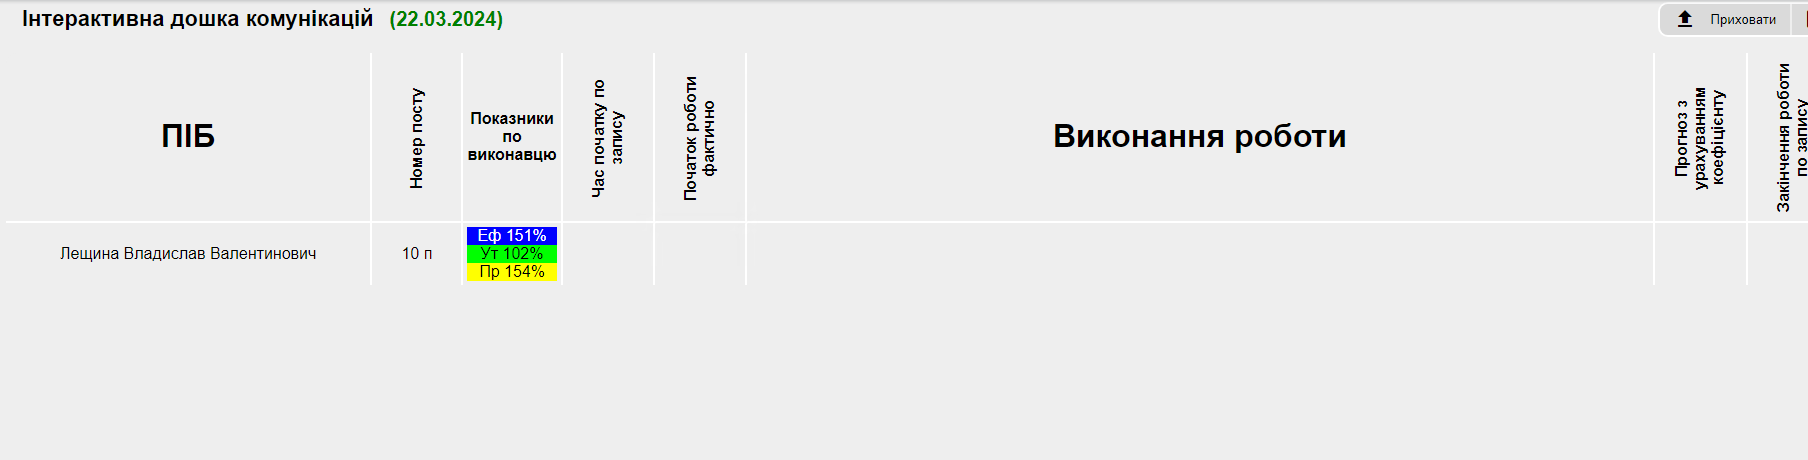 Інтерактивна дошка комунікацій (22.03.2024)
Приховати
ПІБ
Номер посту
Показники
по
виконавцю
Час початку по
запису
Початок роботи
фактично
Виконання роботи
Прогноз з
урахуванням
коефіцієнту
Закінчення роботи
по запису
Лещина Владислав Валентинович
10 п
Еф 151%
Ут 102%
Пр 154%